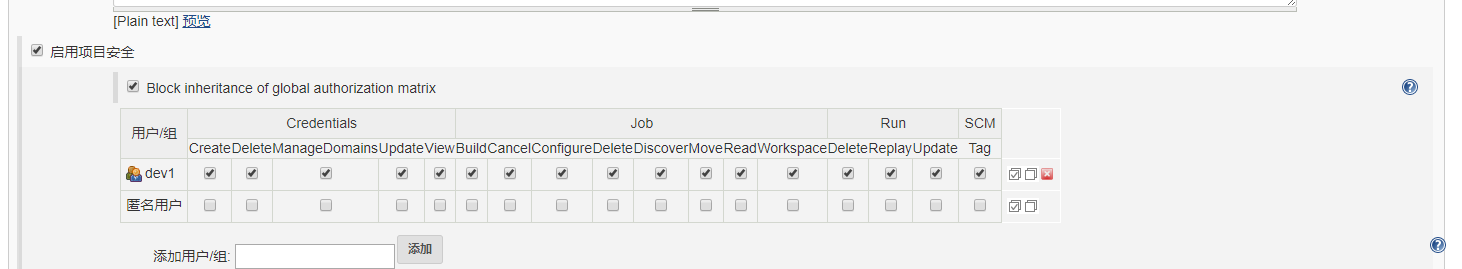 [Plain text] 预览
启用项目安全
Block inheritance of global authorization matrix
用户/组 Credentials Job Run SCM
Create Delete ManageDomains Update View Build Cancel Configure Delete Discover Move Read Workspace Delete Replay Update Tag
dev1
匿名用户
添加用户/组: 添加